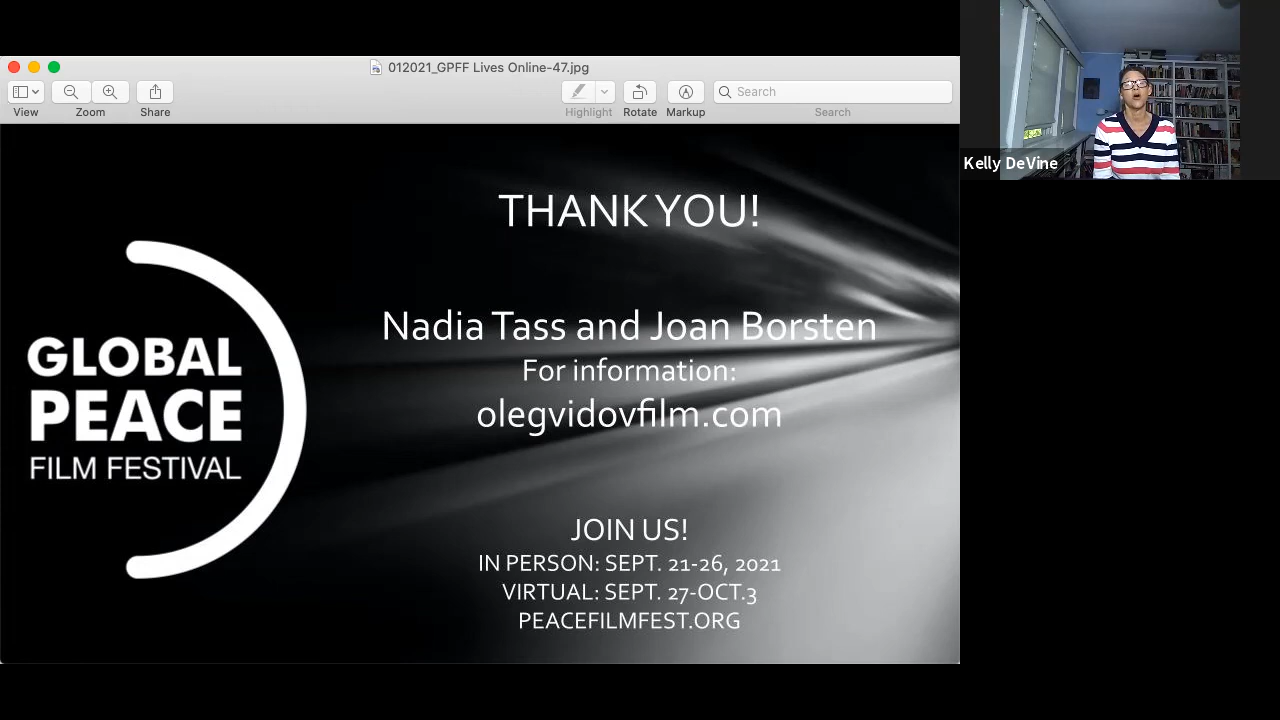 012021_GPFF Lives Online-47.jpg
View
Zoom
Share
Highlight
Rotate
Markup
Search
Search
THANK YOU!
Nadia Tass and Joan Borsten
For information:
olegvidovfilm.com
GLOBAL
PEACE
FILM FESTIVAL
JOIN US!
IN PERSON: SEPT. 21-26, 2021
VIRTUAL: SEPT. 27-OCT.3
PEACEFILMFEST.ORG
Kelly DeVine